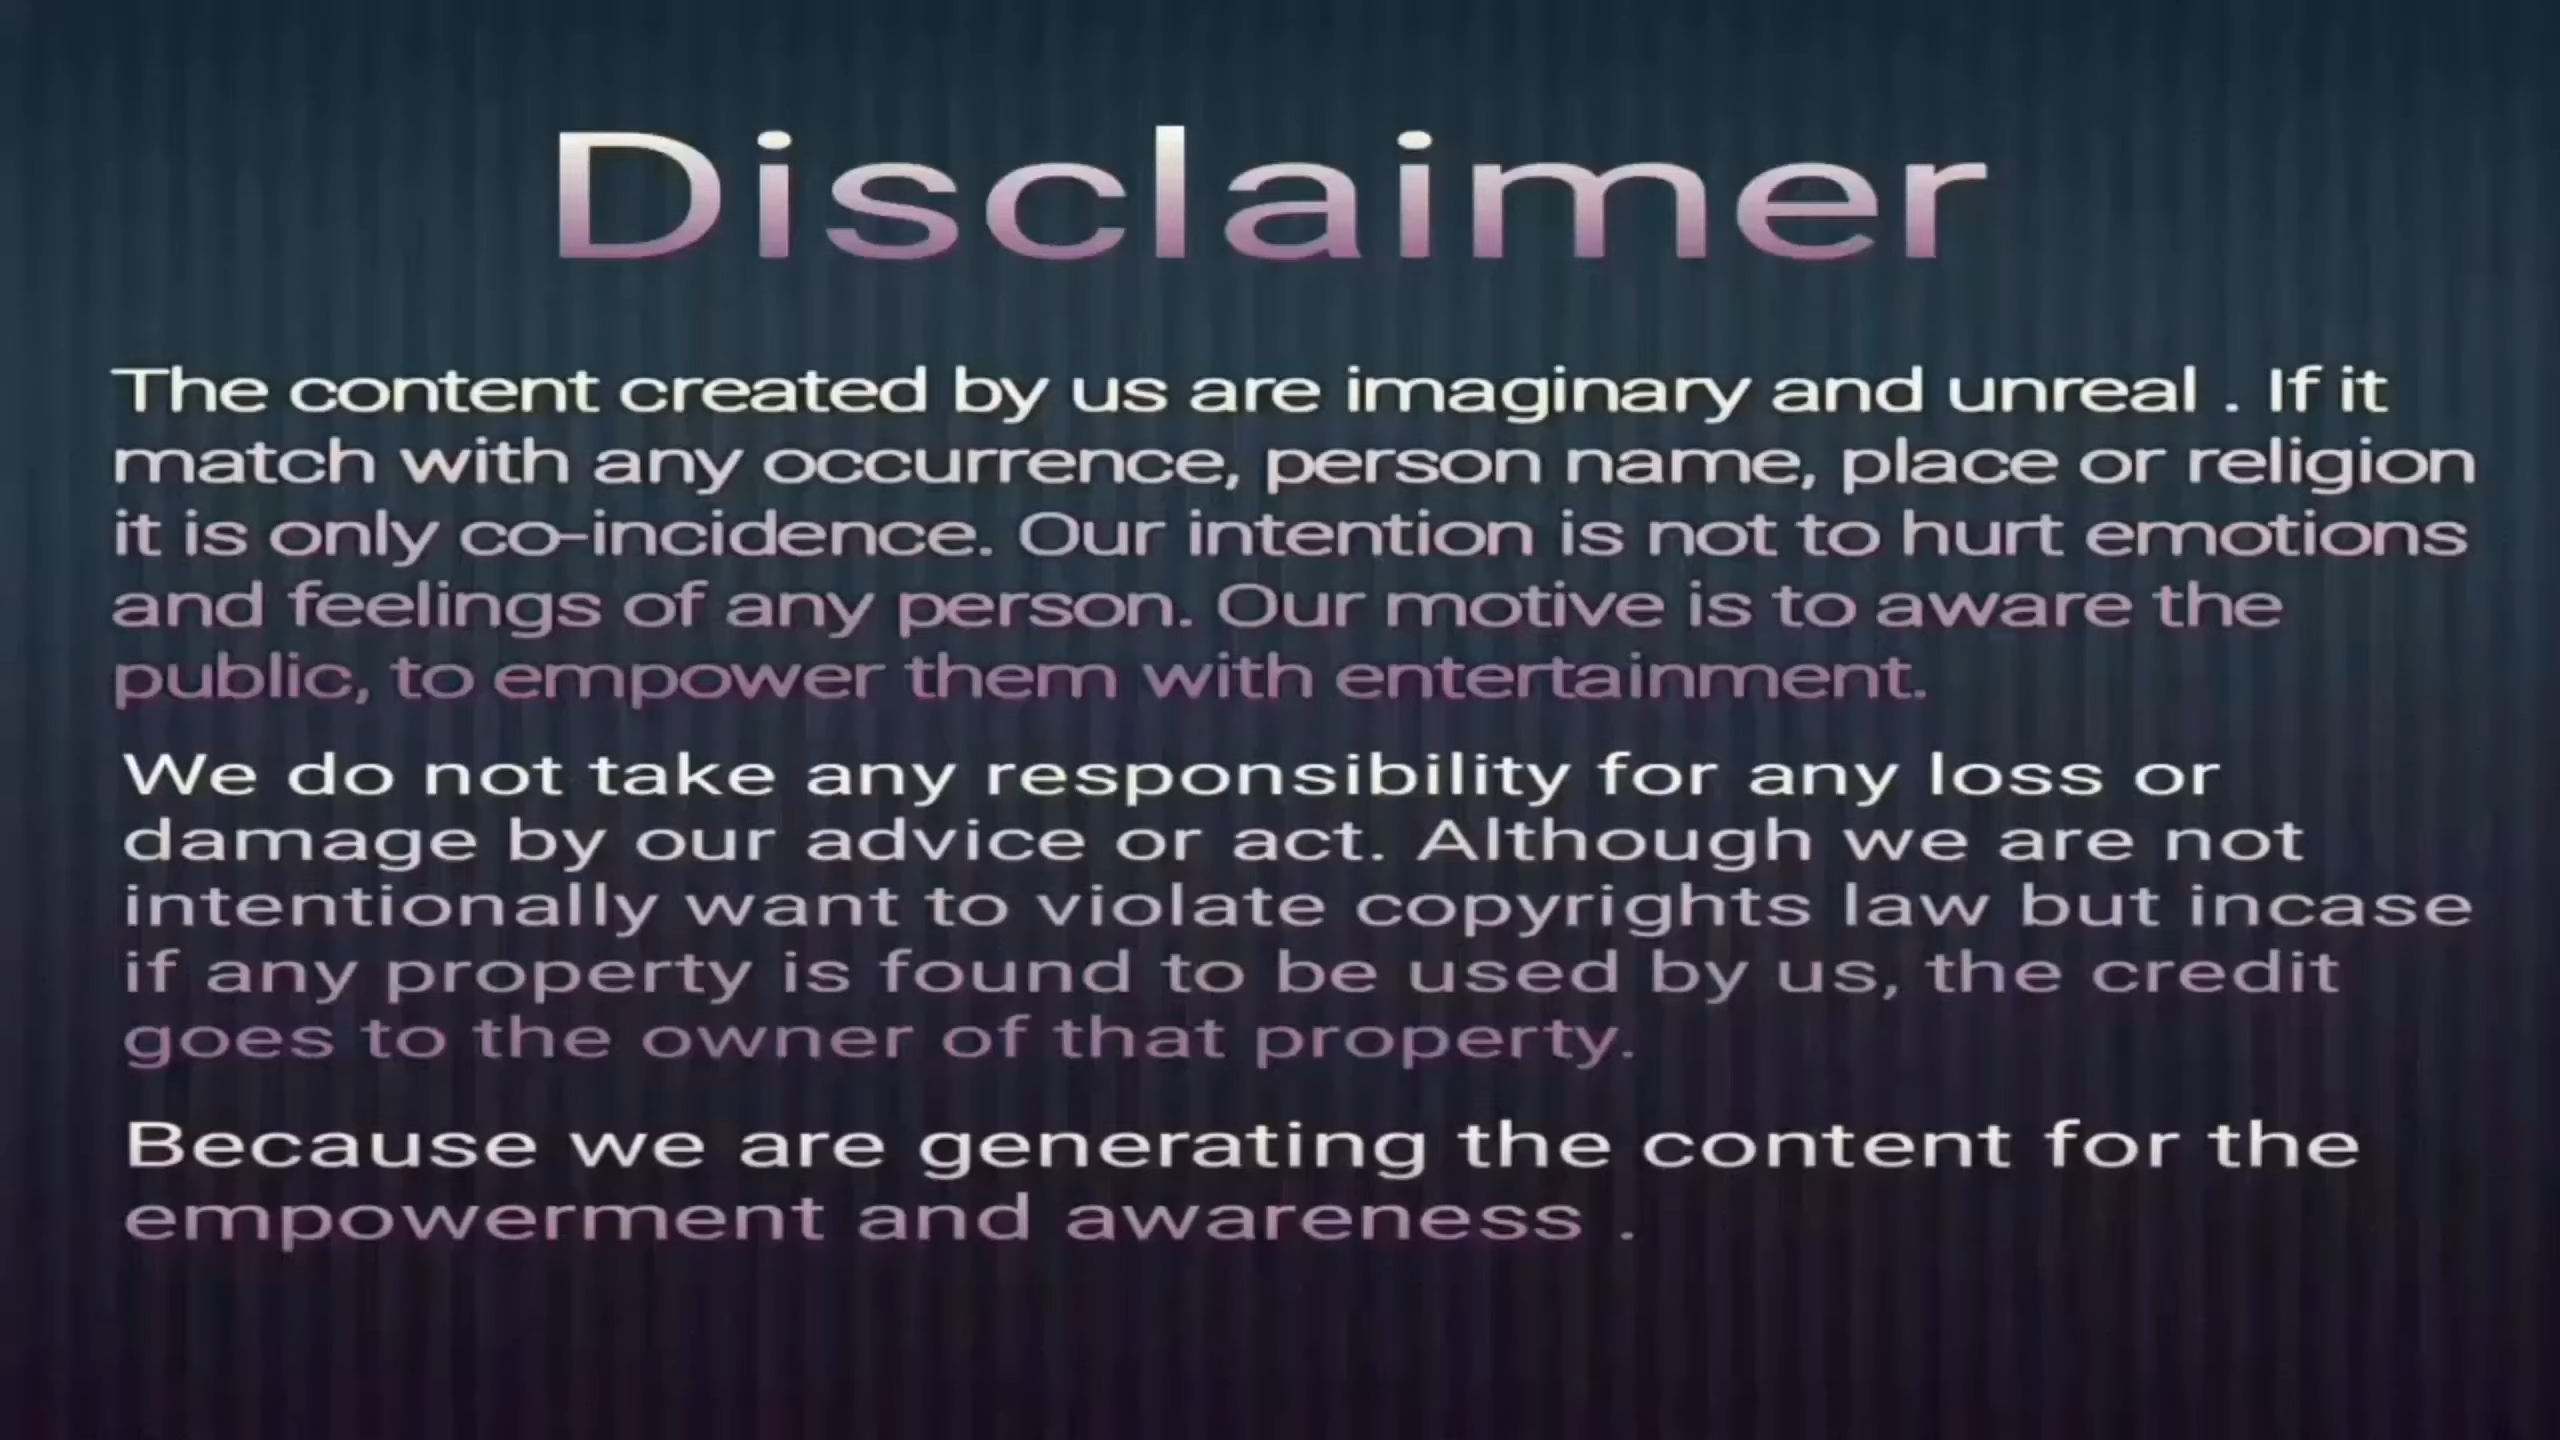 Disclaimer
The content created by us are imaginary and unreal . If it
match with any occurrence, person name, place or religion
it is only co-incidence. Our intention is not to hurt emotions
and feelings of any person. Our motive is to aware the
public, to empower them with entertainment.
We do not take any responsibility for any loss or
damage by our advice or act. Although we are not
intentionally want to violate copyrights law but incase
if any property is found to be used by us, the credit
goes to the owner of that property.
Because we are generating the content for the
empowerment and awareness .